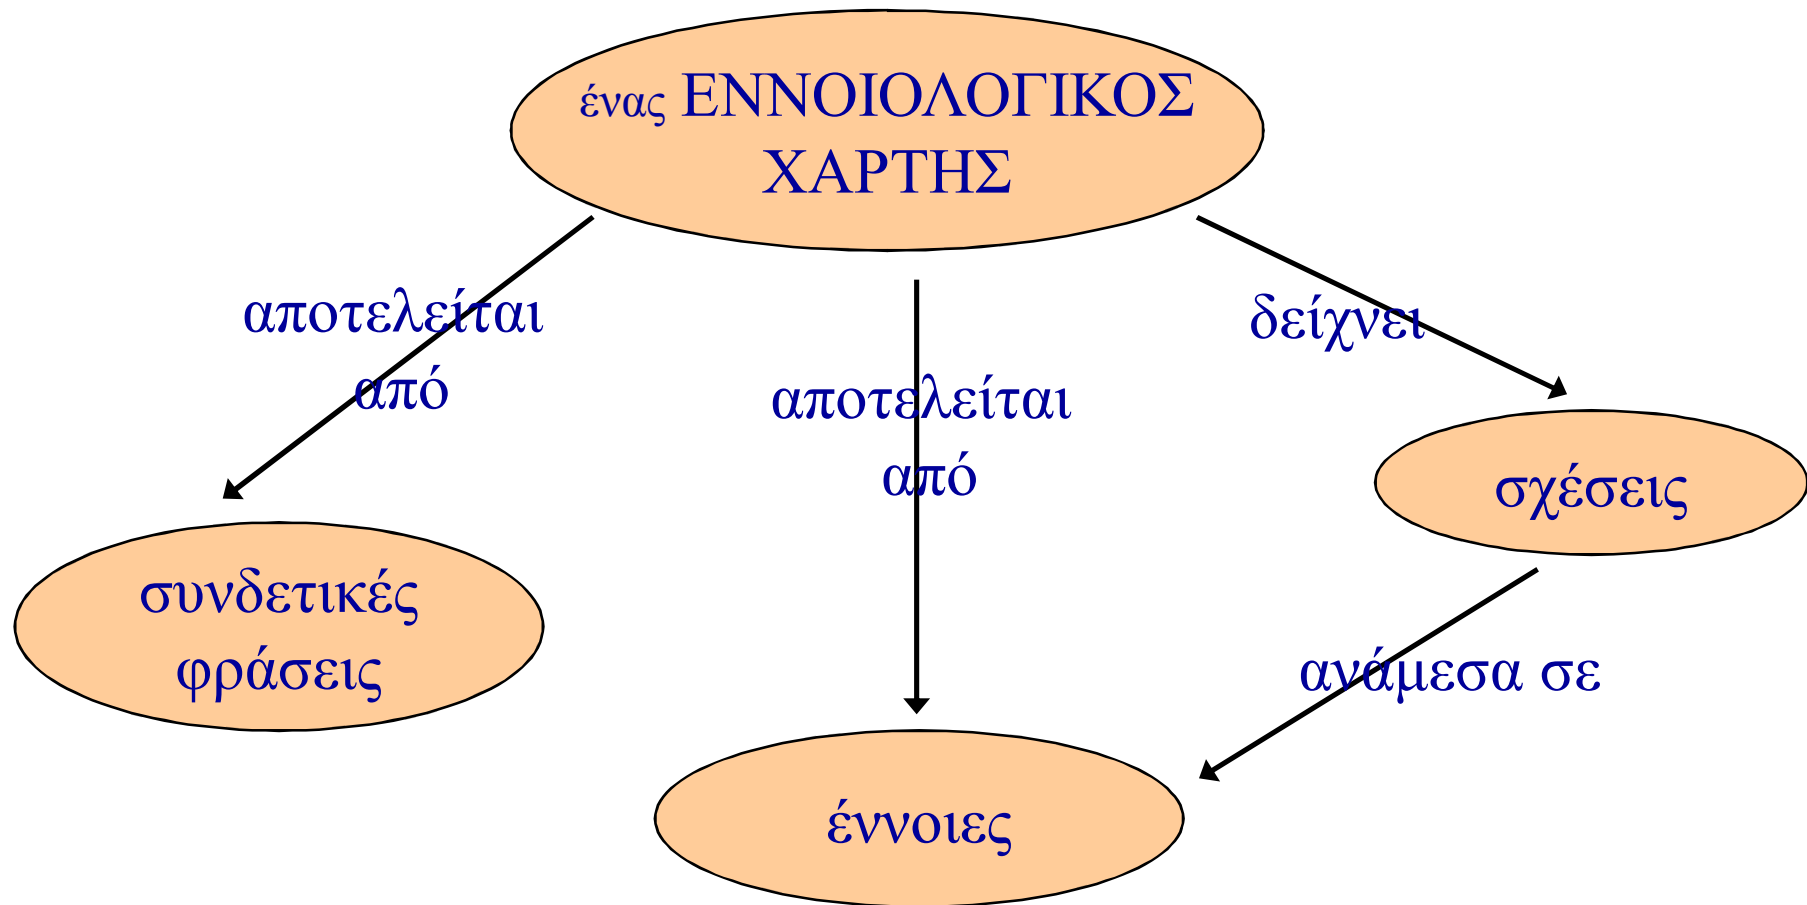 ένας ΕΝΝΟΙΟΛΟΓΙΚΟΣ
ΧΑΡΤΗΣ
αποτελείται
από
αποτελείται
από
δείχνει
σχέσεις
συνδετικές
φράσεις
ανάμεσα σε
έννοιες